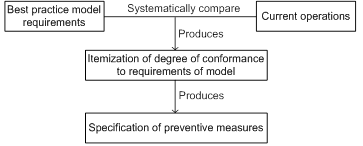 Best practice model
requirements
Systematically compare
Current operations
Produces
Itemization of degree of conformance
to requirements of model
Produces
Specification of preventive measures